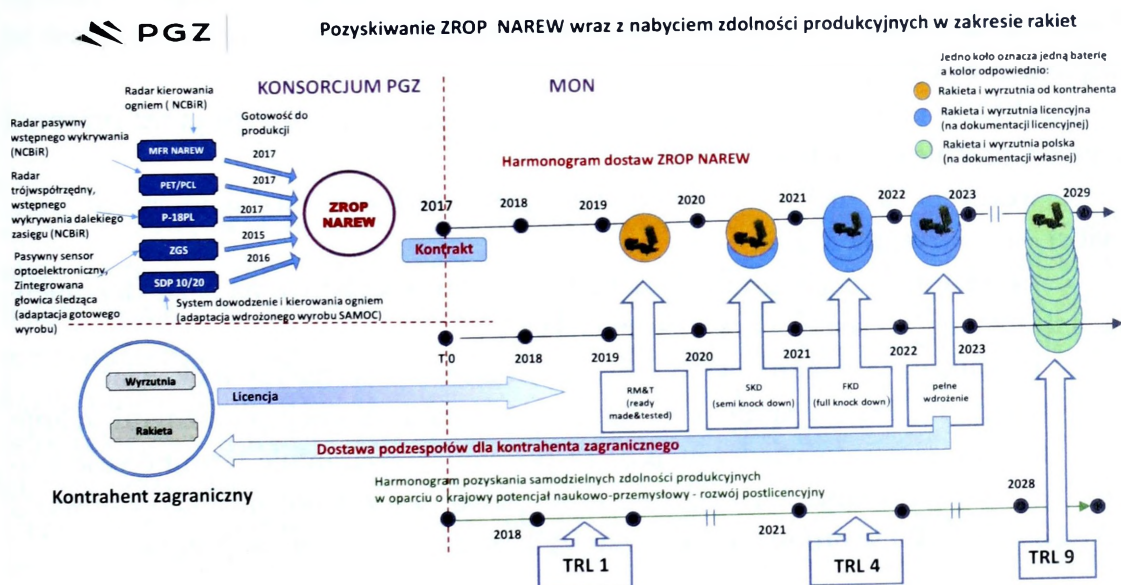 PGZ
Pozyskiwanie ZROP NAREW wraz z nabyciem zdolności produkcyjnych w zakresie rakiet
Jedno koło oznacza jedną baterię
a kolor odpowiednio:
Rakieta i wyrzutnia od kontrahenta
Rakieta i wyrzutnia licencyjna
(na dokumentacji licencyjnej)
Rakieta i wyrzutnia polska
(na dokumentacji własnej)
KONSORCJUM PGZ
MON
Radar kierowania
ogniem ( NCBiR)
Radar pasywny
wstępnego wykrywania
(NCBiR)
Radar
trójwspółrzędny,
wstępnego
wykrywania dalekiego
zasięgu (NCBiR)
Pasywny sensor
optoelektroniczny,
Zintegrowana
głowica śledząca
(adaptacja gotowego
wyrobu)
Gotowość do
produkcji
MFR NAREW
2017
PET/PCL
2017
P-18PL
2017
ZGS
2015
SDP 10/20
2016
System dowodzenie i kierowania ogniem
(adaptacja wdrożonego wyrobu SAMOC)
ZROP
NAREW
Harmonogram dostaw ZROP NAREW
2017
2018
2019
2020
2021
2022
2023
2029
Kontrakt
T 0
2018
2019
2020
2021
2022
2023
RM&T
(ready
made&tested)
SKD
(semi knock down)
FKD
(full knock down)
pełne
wdrożenie
Wyrzutnia
Rakieta
Licencja
Dostawa podzespołów dla kontrahenta zagranicznego
Kontrahent zagraniczny
Harmonogram pozyskania samodzielnych zdolności produkcyjnych
w oparciu o krajowy potencjał naukowo-przemysłowy - rozwój postlicencyjny
2018
2021
2028
TRL 1
TRL 4
TRL 9